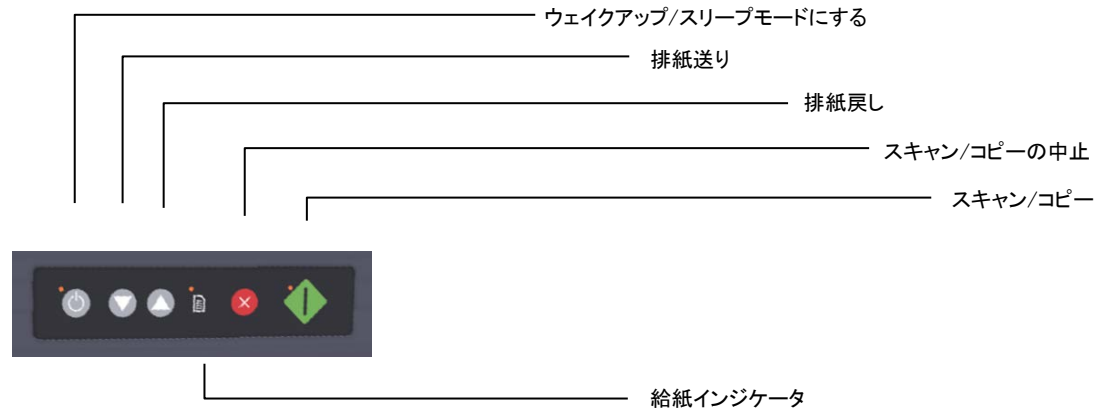 ウェイクアップ/スリープモードにする
排紙送り
排紙戻し
スキャン/コピーの中止
スキャン/コピー
給紙インジケータ